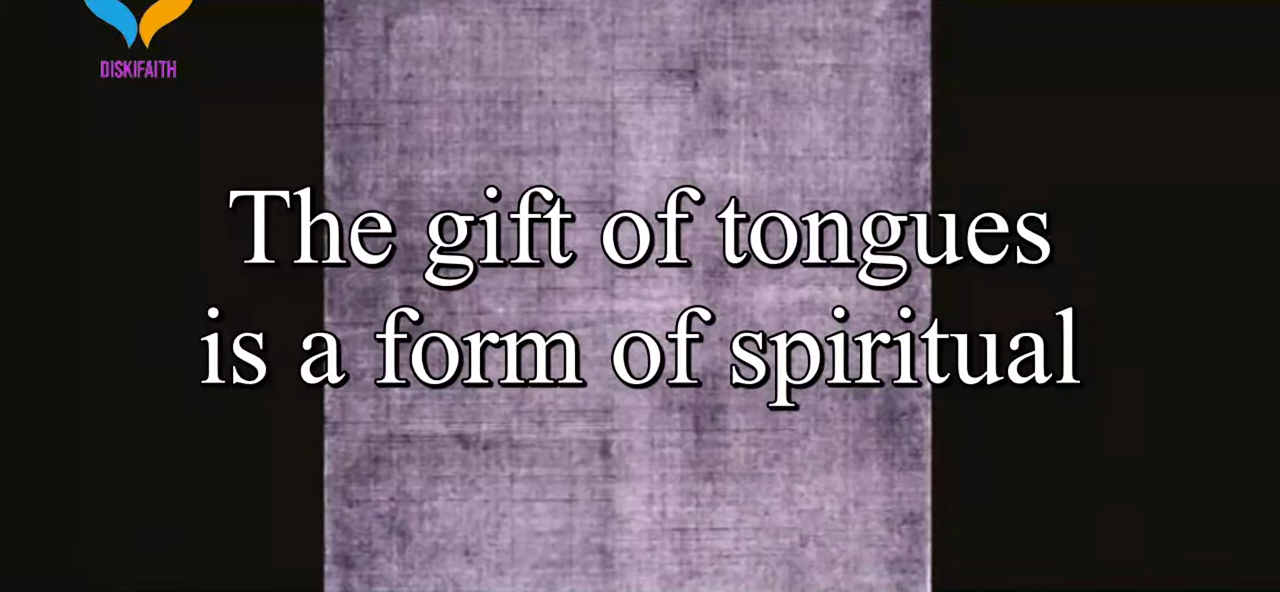 DISKIFAITH
The gift of tongues
is a form of spiritual